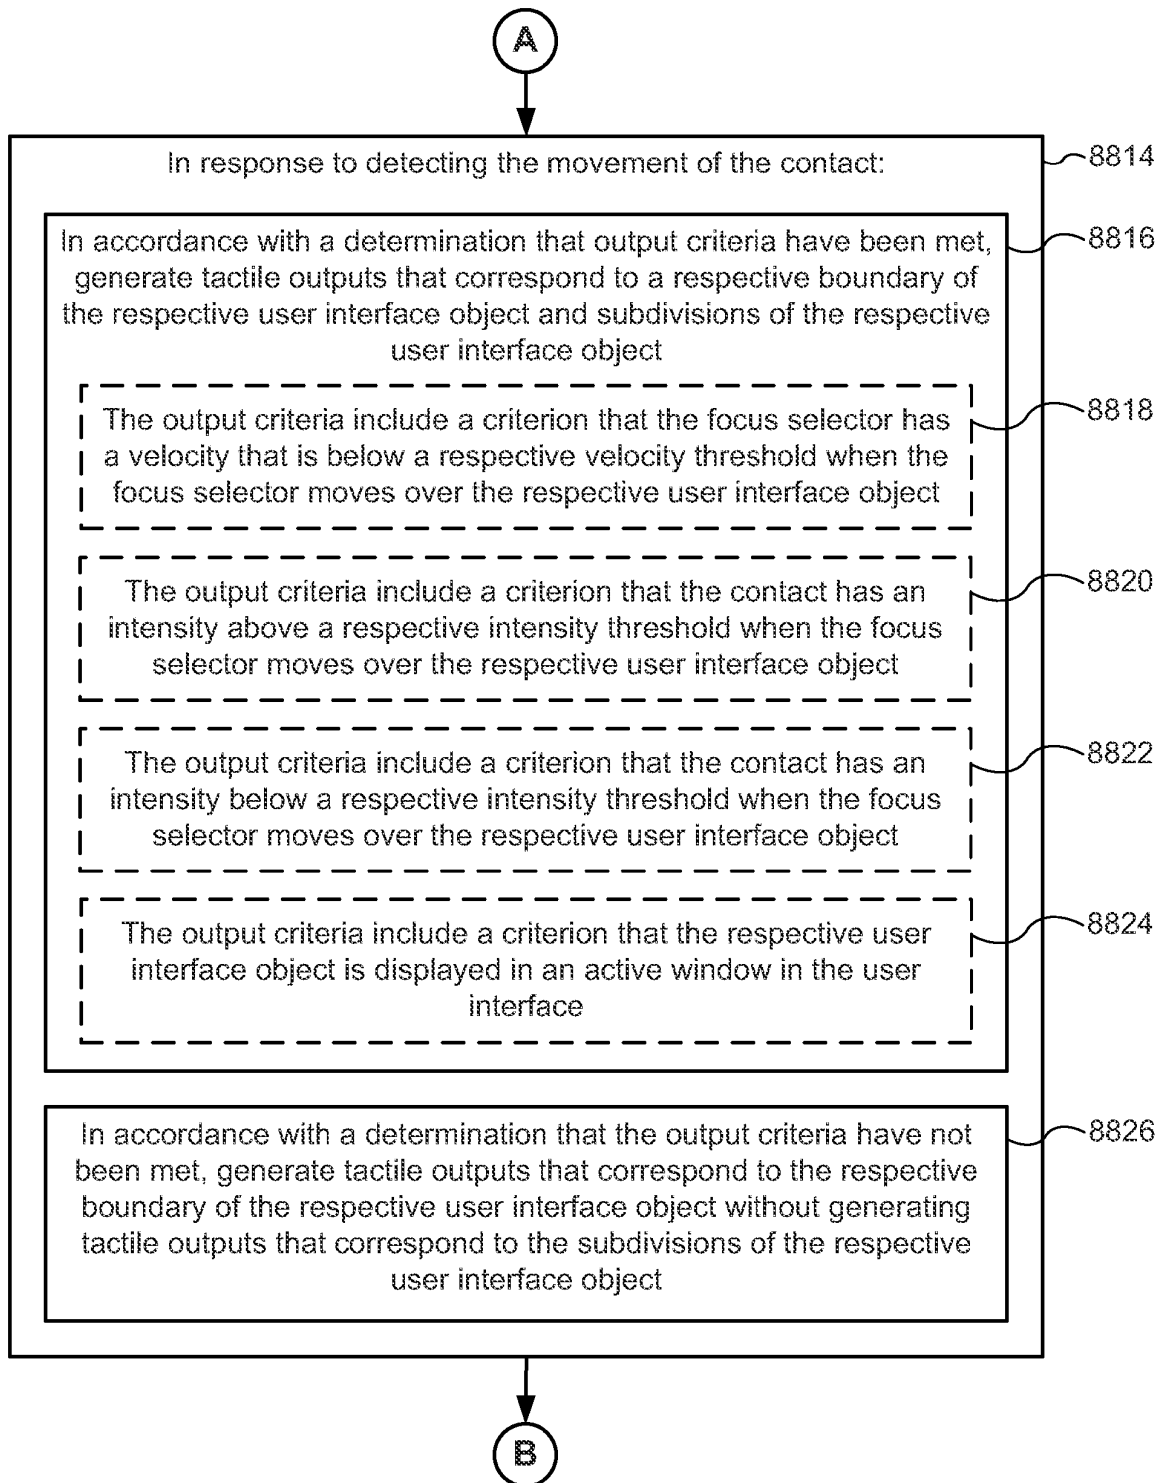 A
In response to detecting the movement of the contact:
8814
In accordance with a determination that output criteria have been met,
generate tactile outputs that correspond to a respective boundary of
the respective user interface object and subdivisions of the respective
user interface object
8816
The output criteria include a criterion that the focus selector has
a velocity that is below a respective velocity threshold when the
focus selector moves over the respective user interface object
8818
The output criteria include a criterion that the contact has an
intensity above a respective intensity threshold when the focus
selector moves over the respective user interface object
8820
The output criteria include a criterion that the contact has an
intensity below a respective intensity threshold when the focus
selector moves over the respective user interface object
8822
The output criteria include a criterion that the respective user
interface object is displayed in an active window in the user
interface
8824
In accordance with a determination that the output criteria have not
been met, generate tactile outputs that correspond to the respective
boundary of the respective user interface object without generating
tactile outputs that correspond to the subdivisions of the respective
user interface object
8826
B